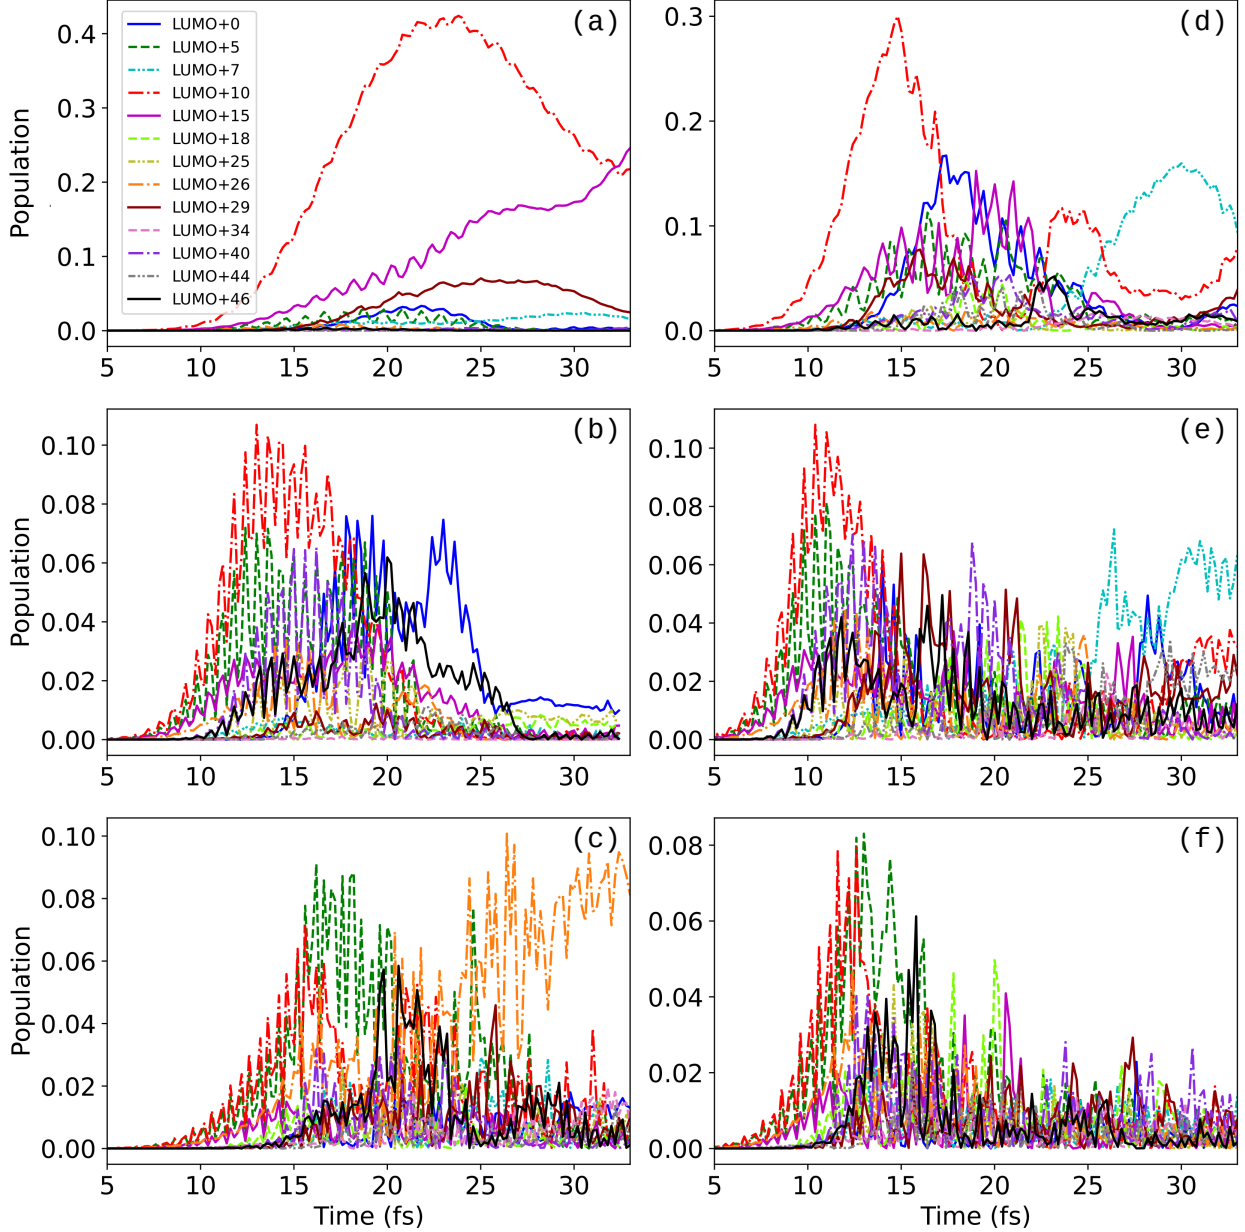 (a)
LUMO+0
LUMO+5
LUMO+7
LUMO+10
LUMO+15
LUMO+18
LUMO+25
LUMO+26
LUMO+29
LUMO+34
LUMO+40
LUMO+44
LUMO+46
Population
0.4
0.3
0.2
0.1
0.0
5 10 15 20 25 30
(d)
0.3
0.2
0.1
0.0
5 10 15 20 25 30
(b)
Population
0.10
0.08
0.06
0.04
0.02
0.00
5 10 15 20 25 30
(e)
0.10
0.08
0.06
0.04
0.02
0.00
5 10 15 20 25 30
(c)
Population
0.10
0.08
0.06
0.04
0.02
0.00
5 10 15 20 25 30
Time (fs)
(f)
0.08
0.06
0.04
0.02
0.00
5 10 15 20 25 30
Time (fs)